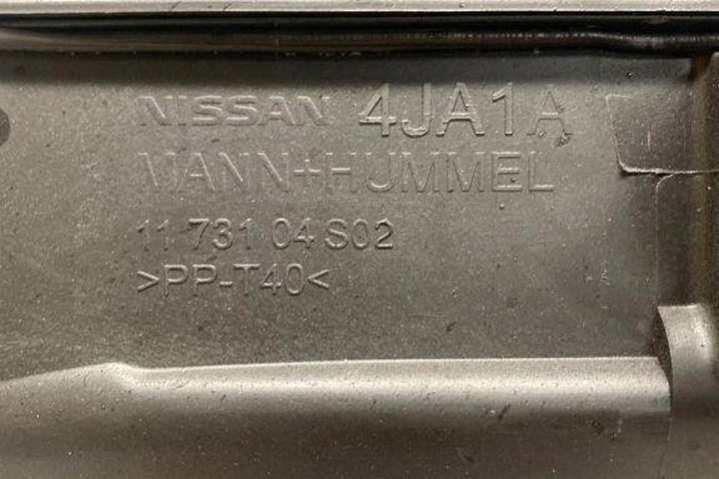 NISSAN 4JA1A
MANN+HUMMEL
11 731 04 S02
>PP-T40<